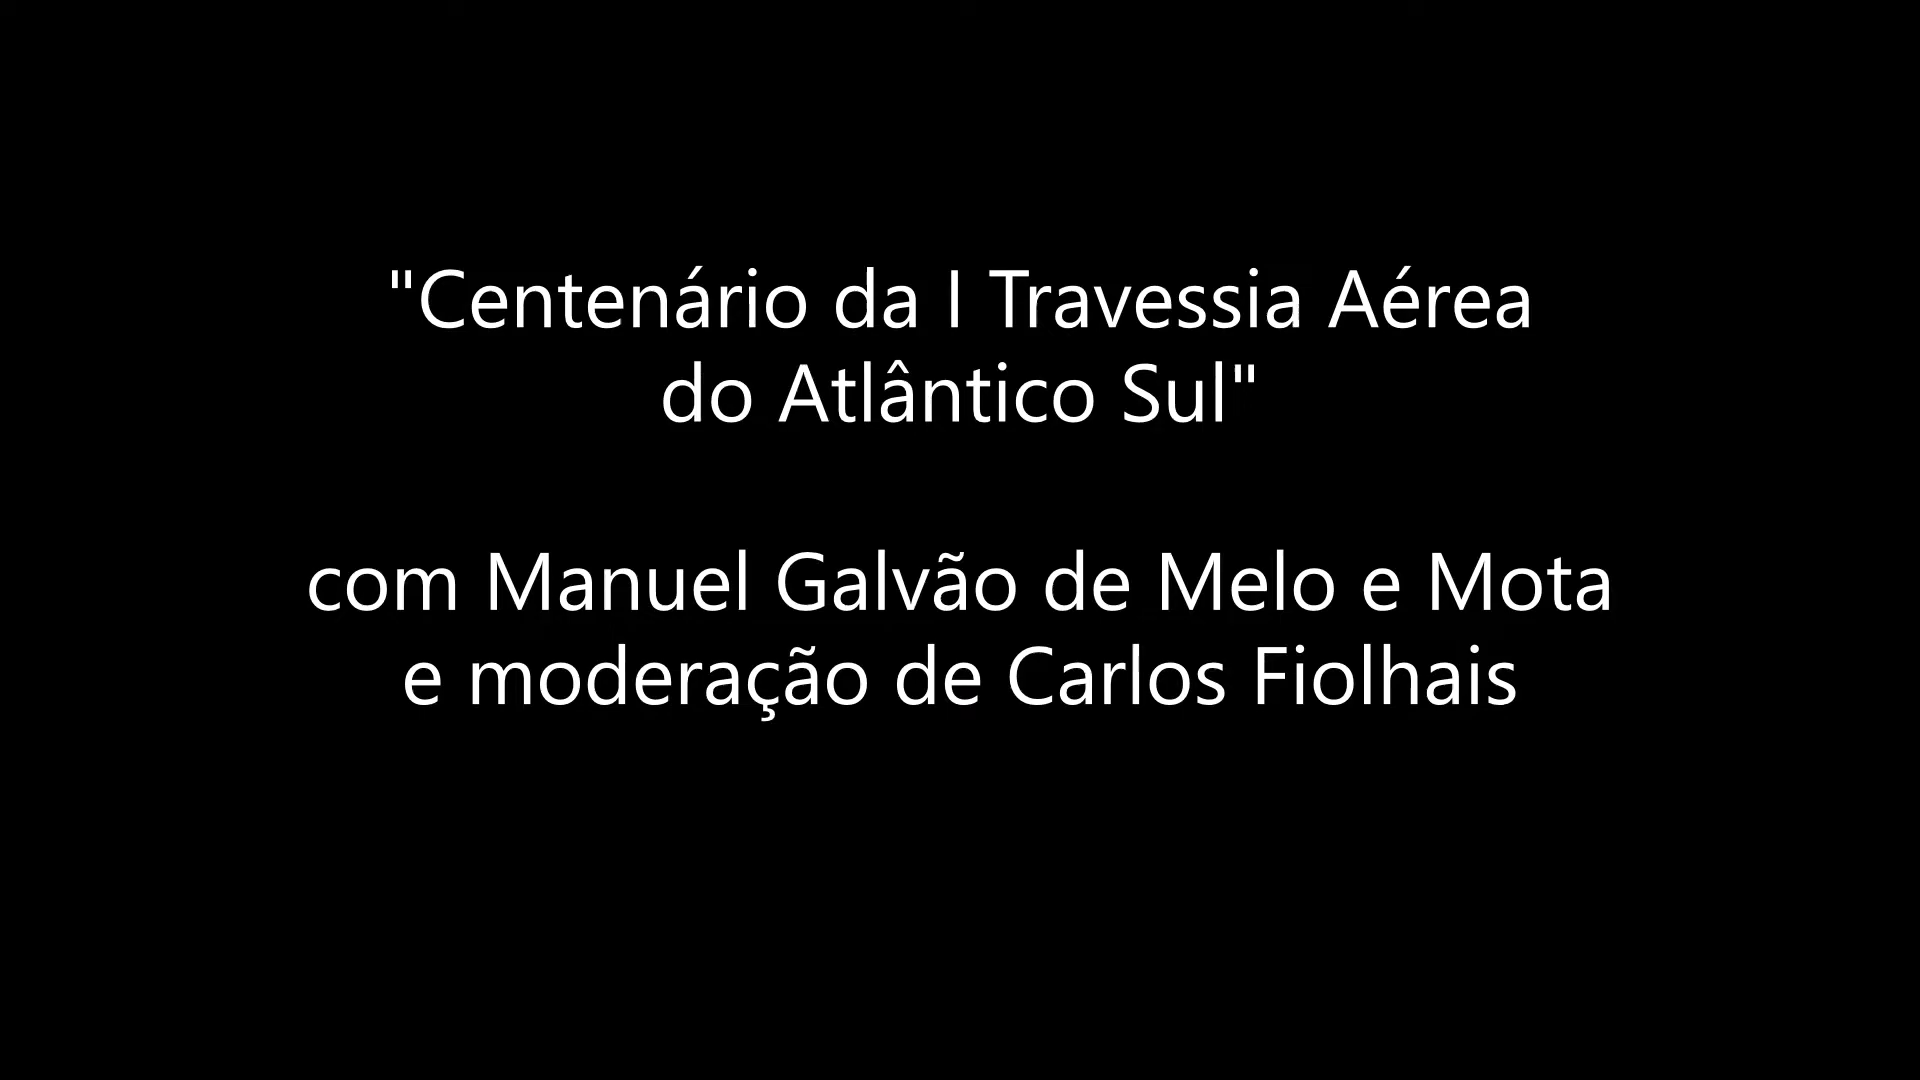 "Centenário da I Travessia Aérea
do Atlântico Sul"
com Manuel Galvão de Melo e Mota
e moderação de Carlos Fiolhais